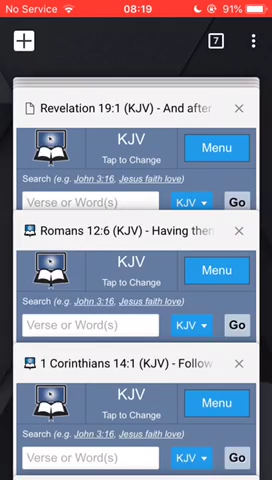 No Service 08:19 91%
7
Revelation 19:1 (KJV) - And after
KJV
Tap to Change
Menu
Search (e.g. John 3:16, Jesus faith love)
Verse or Word(s) KJV Go
Romans 12:6 (KJV) - Having then
KJV
Tap to Change
Menu
Search (e.g. John 3:16, Jesus faith love)
Verse or Word(s) KJV Go
1 Corinthians 14:1 (KJV) - Follow
KJV
Tap to Change
Menu
Search (e.g. John 3:16, Jesus faith love)
Verse or Word(s) KJV Go